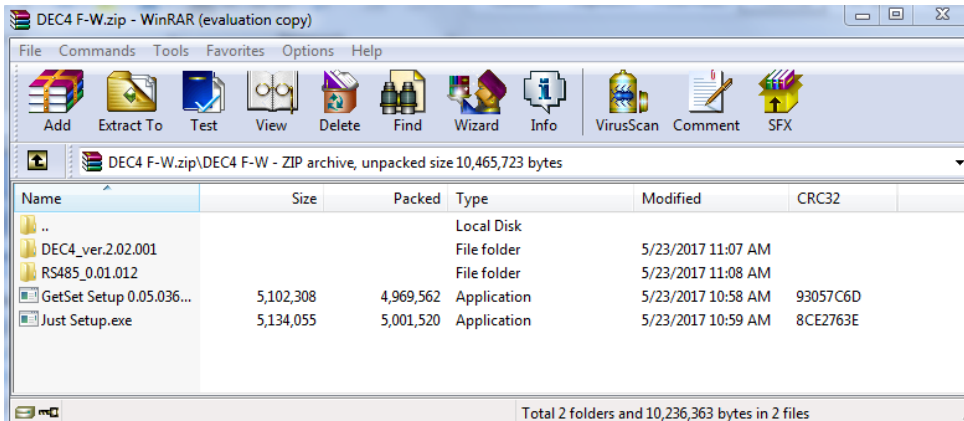 DEC4 F-W.zip - WinRAR (evaluation copy)
File Commands Tools Favorites Options Help
Add Extract To Test View Delete Find Wizard Info VirusScan Comment SFX
DEC4 F-W.zip\DEC4 F-W - ZIP archive, unpacked size 10,465,723 bytes
Name Size Packed Type Modified CRC32
.. Local Disk
DEC4_ver.2.02.001 File folder 5/23/2017 11:07 AM
RS485_0.01.012 File folder 5/23/2017 11:08 AM
GetSet Setup 0.05.036... 5,102,308 4,969,562 Application 5/23/2017 10:58 AM 93057C6D
Just Setup.exe 5,134,055 5,001,520 Application 5/23/2017 10:59 AM 8CE2763E
Total 2 folders and 10,236,363 bytes in 2 files